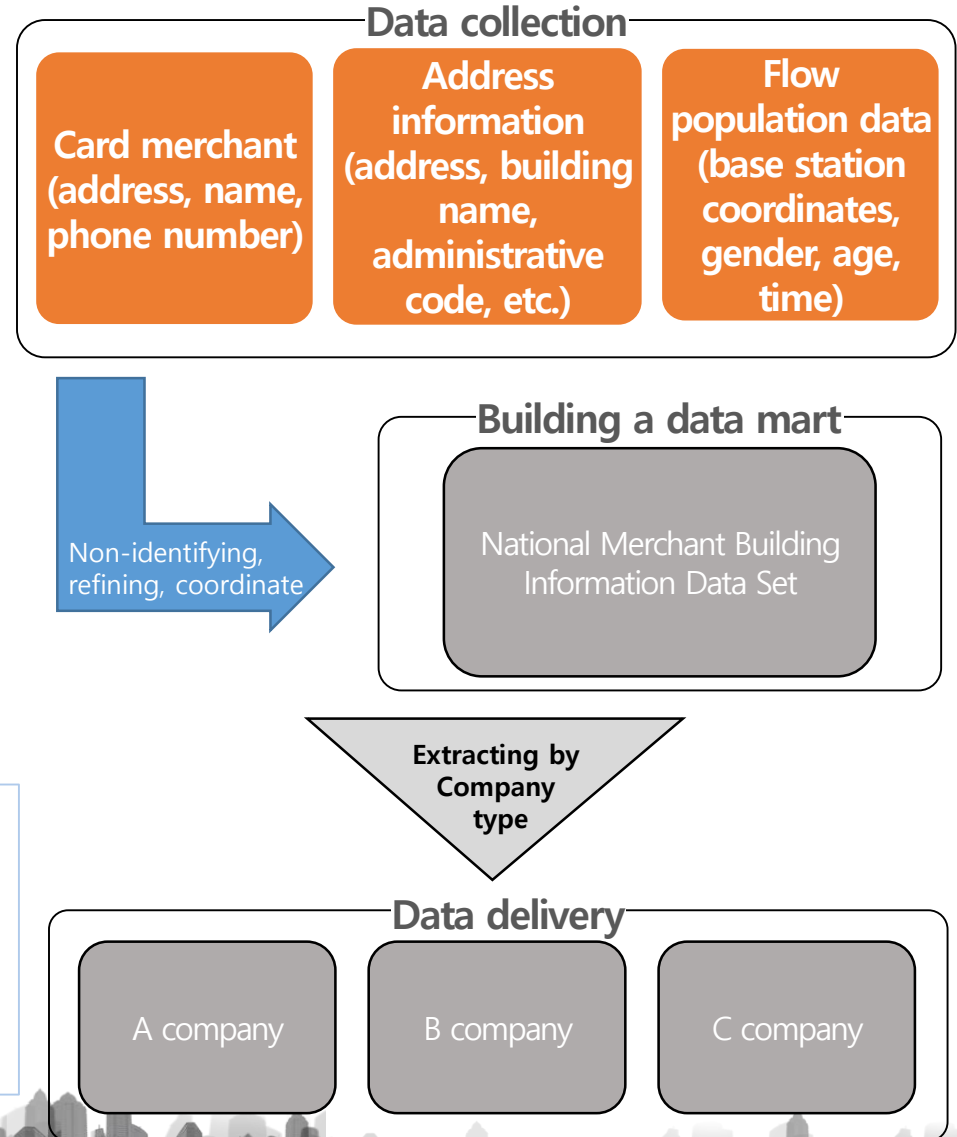 Data collection
Card merchant
(address, name,
phone number)
Address
information
(address, building
name,
administrative
code, etc.)
Flow
population data
(base station
coordinates,
gender, age,
time)
Non-identifying,
refining, coordinate
Building a data mart
National Merchant Building
Information Data Set
Extracting by
Company
type
Data delivery
A company
B company
C company